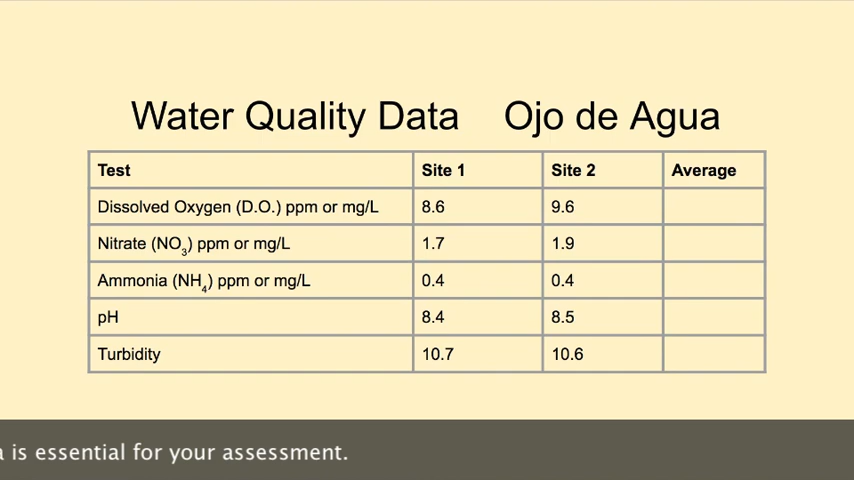 Water Quality Data Ojo de Agua
Test Site 1 Site 2 Average
Dissolved Oxygen (D.O.) ppm or mg/L 8.6 9.6
Nitrate (NO3) ppm or mg/L 1.7 1.9
Ammonia (NH4) ppm or mg/L 0.4 0.4
pH 8.4 8.5
Turbidity 10.7 10.6
is essential for your assessment.